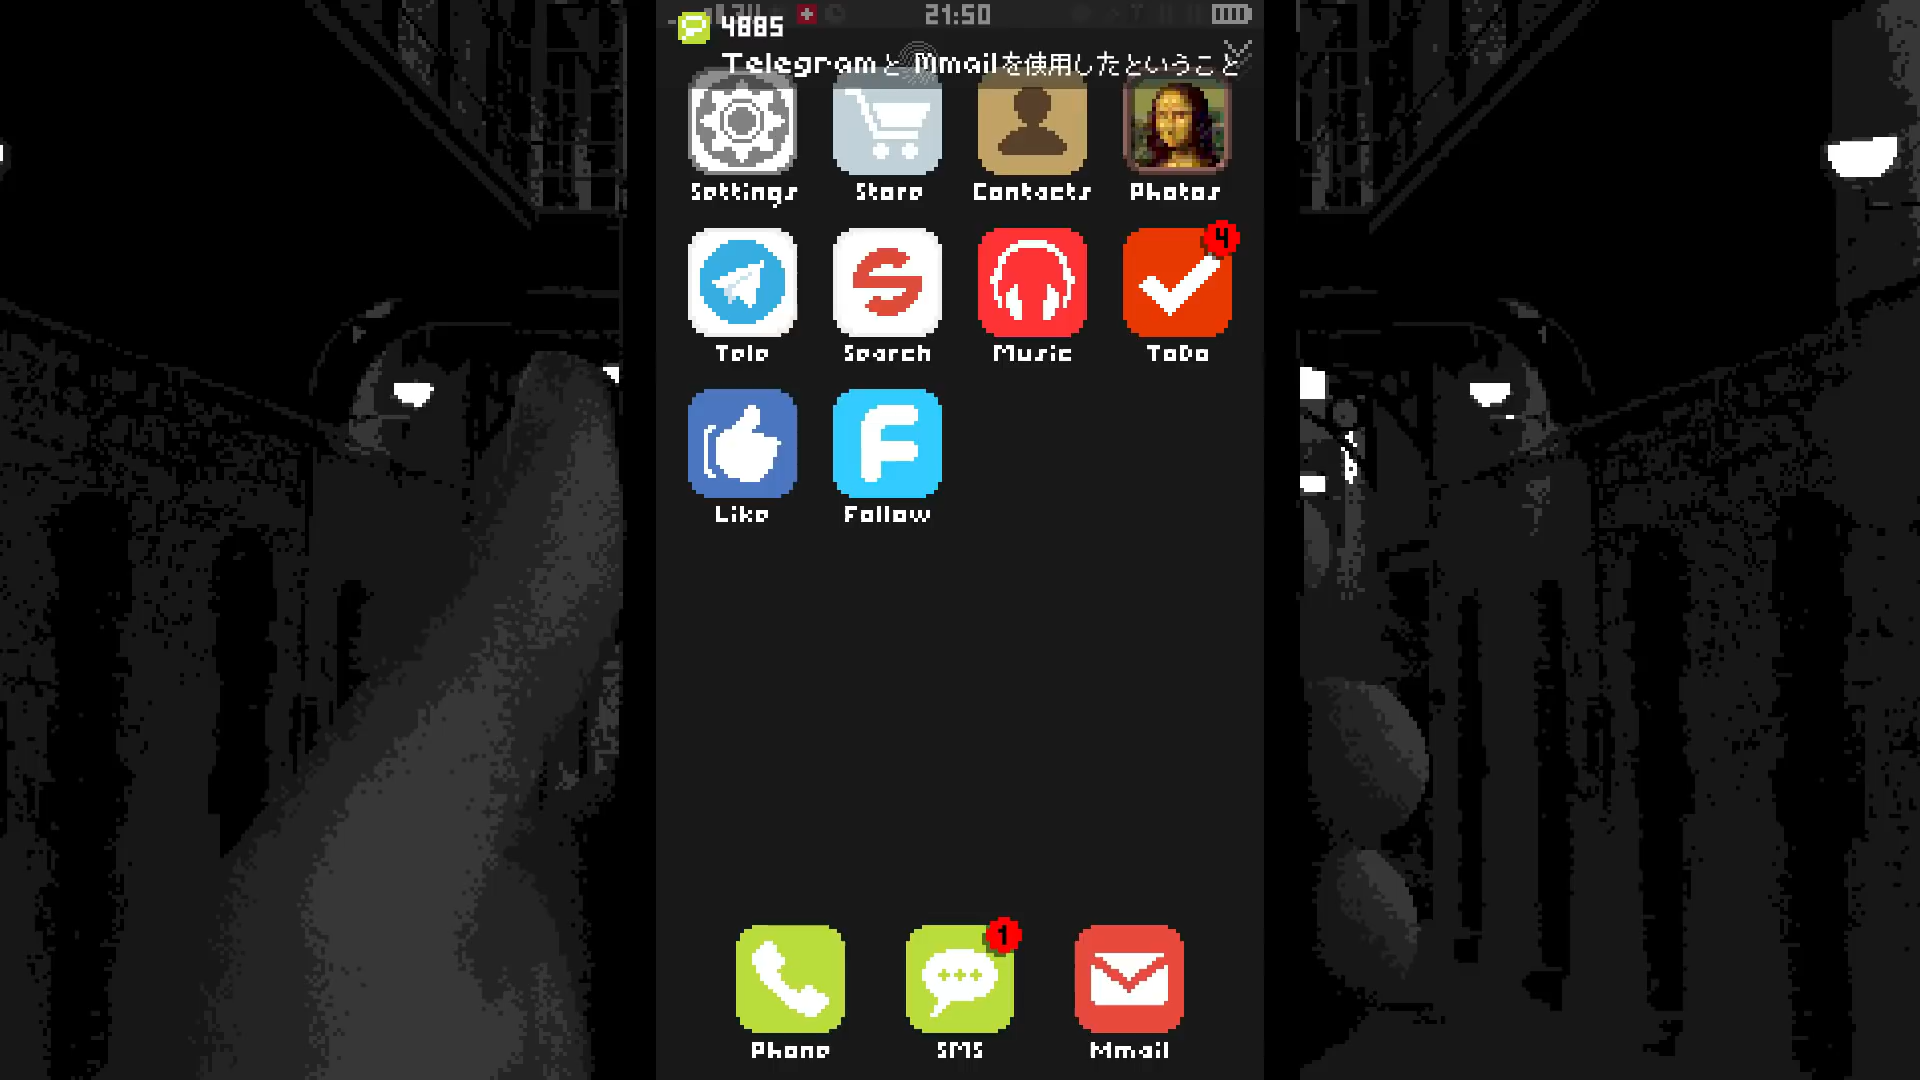 21:50
4885
Telegramと Mmailを使用したということ
Settings Store Contacts Photos
4
Tele Search Music ToDo
Like Follow
1
Phone SMS Mmail